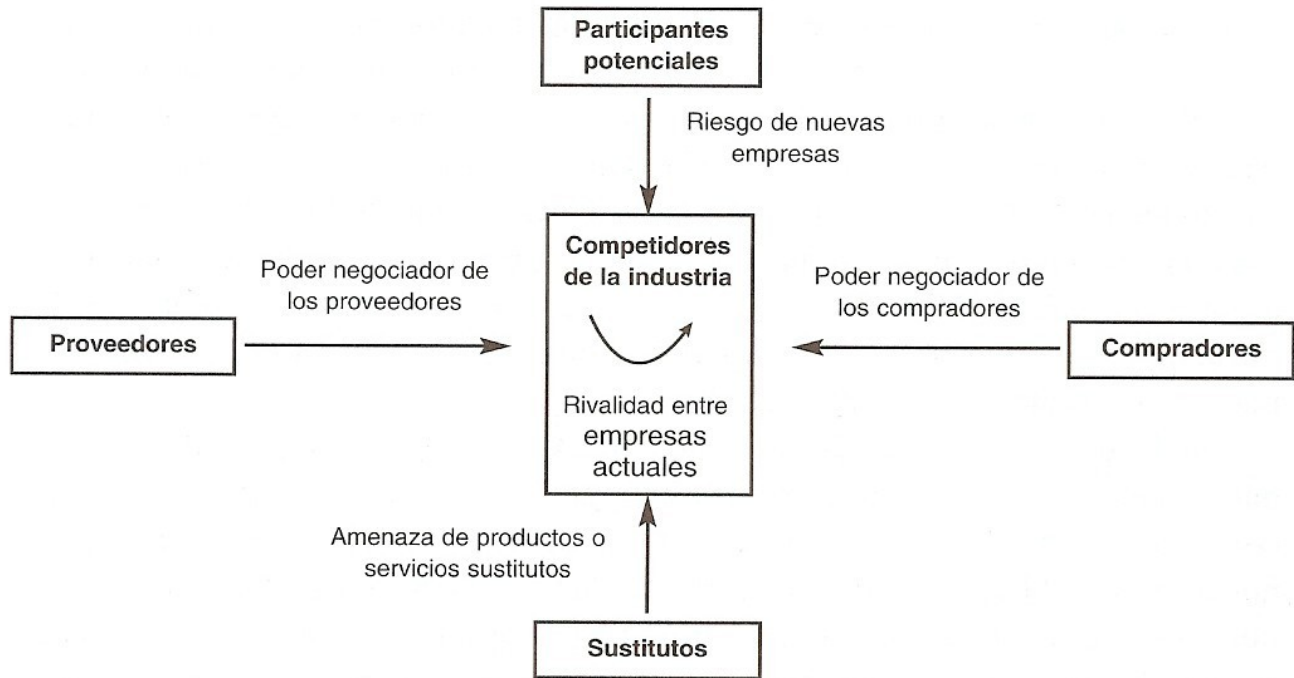 Participantes
potenciales
Riesgo de nuevas
empresas
Competidores
de la industria
Poder negociador de
los proveedores
Poder negociador de
los compradores
Proveedores
Compradores
Rivalidad entre
empresas
actuales
Amenaza de productos o
servicios sustitutos
Sustitutos